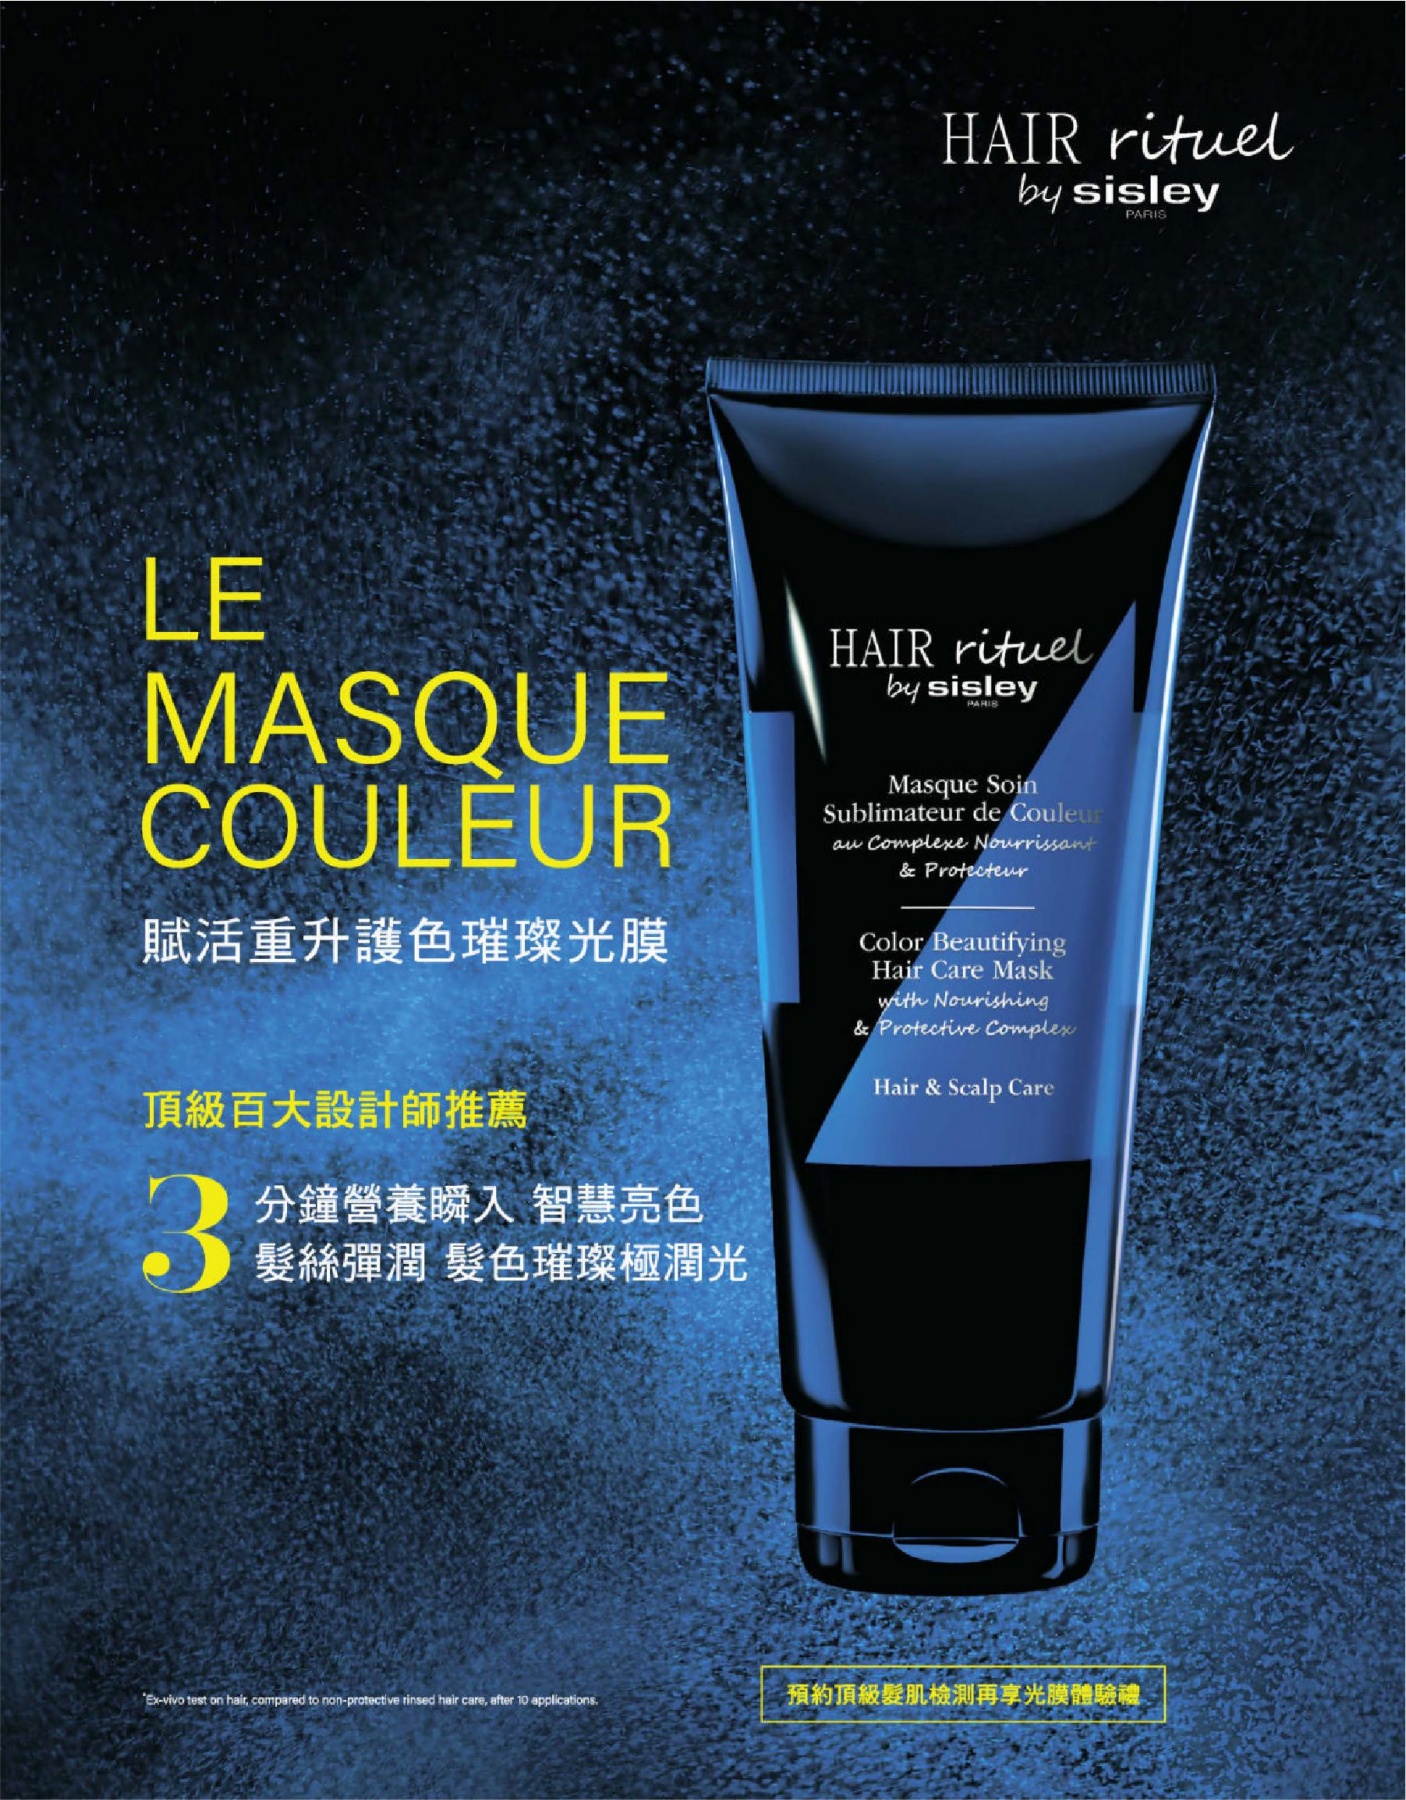 HAIR rituel
by sisley
PARIS
LE
MASQUE
COULEUR
賦活重升護色璀璨光膜
頂級百大設計師推薦
3 分鐘營養瞬入 智慧亮色
髮絲彈潤 髮色璀璨極潤光
HAIR rituel
by sisley
PARIS
Masque Soin
Sublimateur de Couleur
au Complexe Nourrissant
& Protecteur
Color Beautifying
Hair Care Mask
with Nourishing
& Protective Complex
Hair & Scalp Care
*Ex-vivo test on hair, compared to non-protective rinsed hair care, after 10 applications.
預約頂級髮肌檢測再享光膜體驗禮